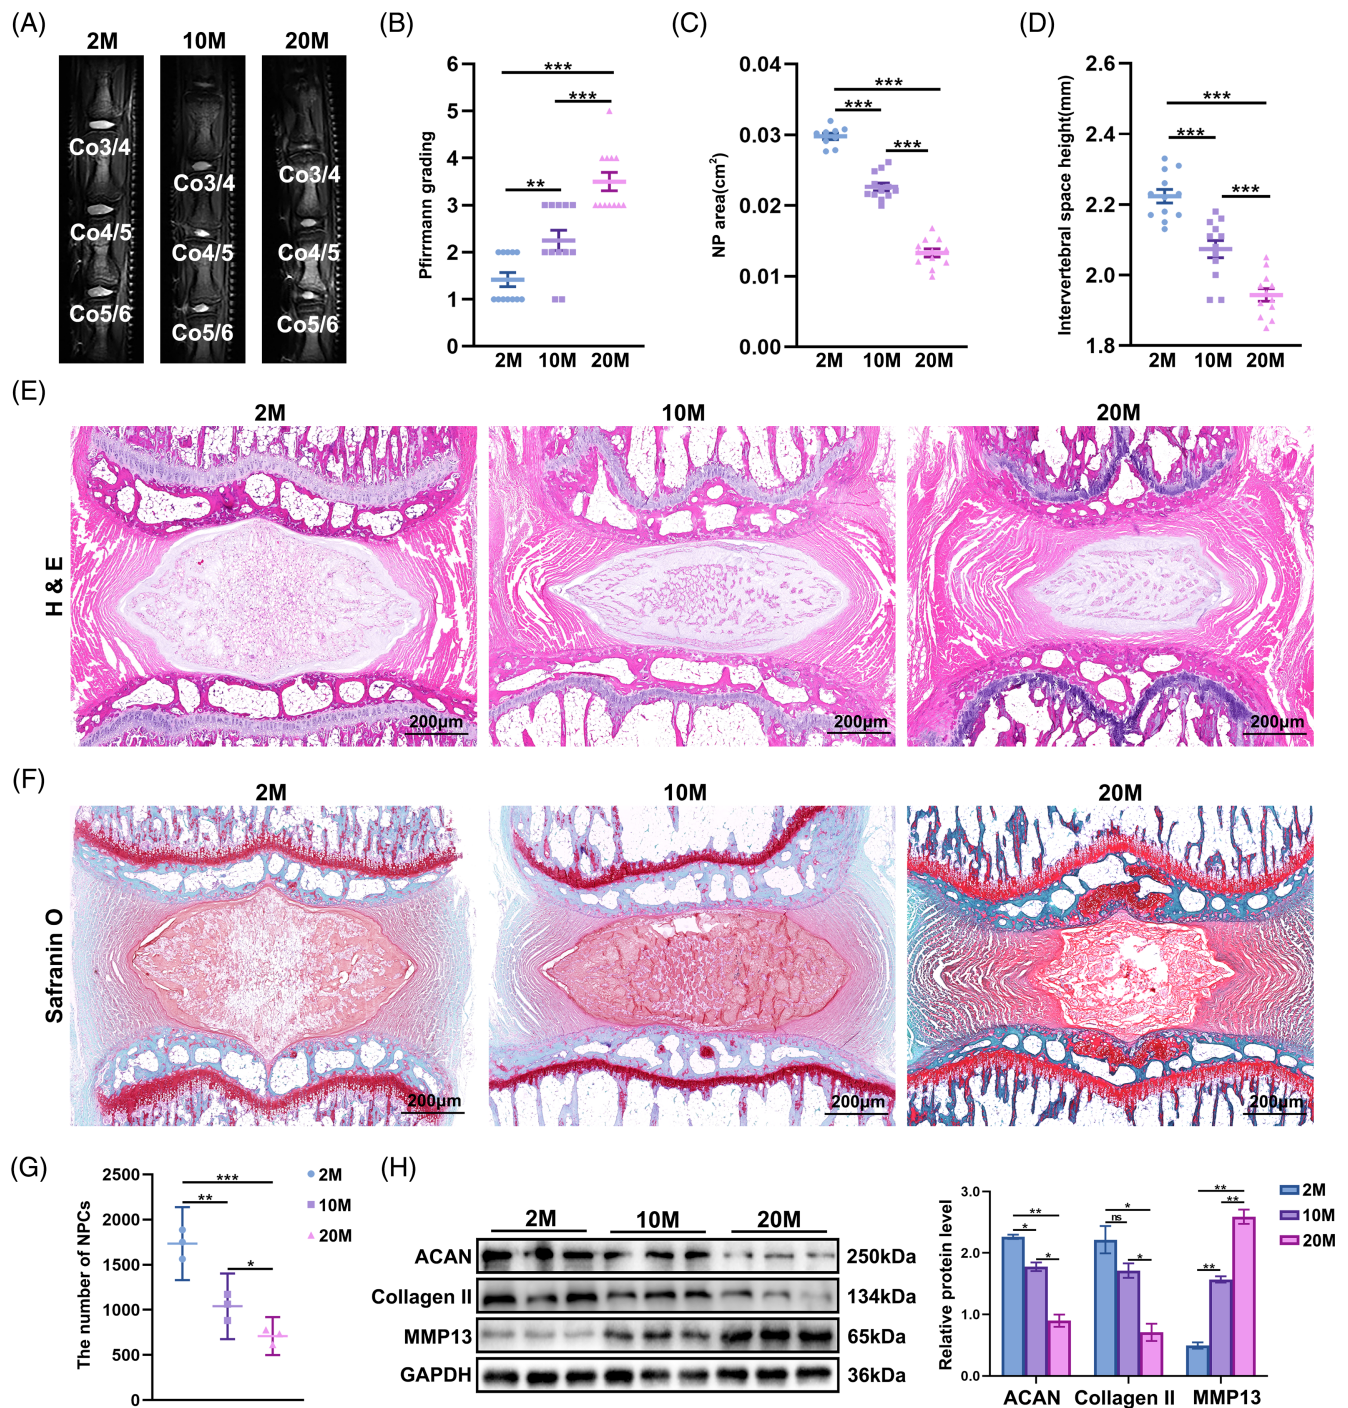 (A)
2M 10M 20M
Co3/4
Co4/5
Co5/6
Co3/4
Co4/5
Co5/6
Co3/4
Co4/5
Co5/6
(B)
Pfirrmann grading
6
5
4
3
2
1
0
***
***
**
2M 10M 20M
(C)
NP area(cm²)
0.04
0.03
0.02
0.01
0.00
***
***
***
2M 10M 20M
(D)
Intervertebral space height(mm)
2.6
2.4
2.2
2.0
1.8
***
***
***
2M 10M 20M
(E)
2M 10M 20M
H & E
200μm 200μm 200μm
(F)
2M 10M 20M
Safranin O
200μm 200μm 200μm
(G)
The number of NPCs
2500
2000
1500
1000
500
0
***
**
*
2M
10M
20M
(H)
2M 10M 20M
ACAN 250kDa
Collagen II 134kDa
MMP13 65kDa
GAPDH 36kDa
Relative protein level
3.0
2.0
1.0
0.0
**
*
*
*
ns
*
**
**
**
ACAN Collagen II MMP13
2M
10M
20M